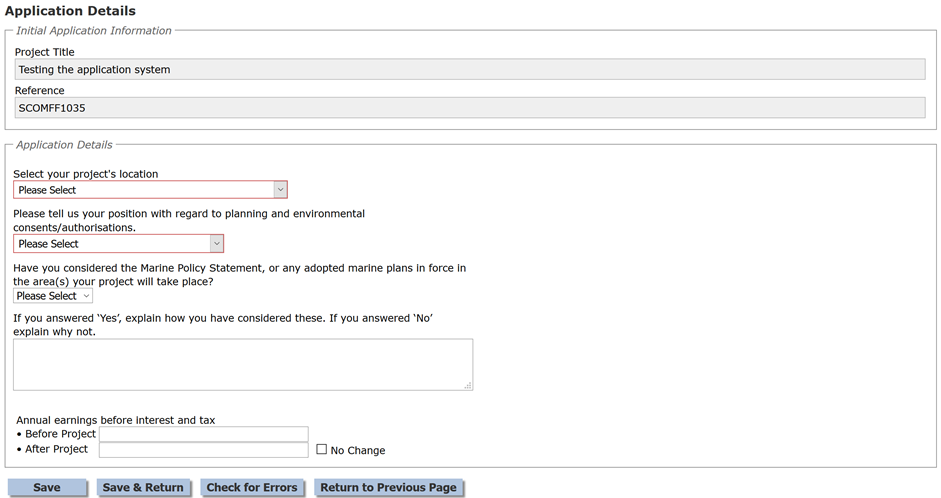 Application Details
Initial Application Information
Project Title
Testing the application system
Reference
SCOMFF1035
Application Details
Select your project's location
Please Select
Please tell us your position with regard to planning and environmental
consents/authorisations.
Please Select
Have you considered the Marine Policy Statement, or any adopted marine plans in force in
the area(s) your project will take place?
Please Select
If you answered ‘Yes’, explain how you have considered these. If you answered ‘No’
explain why not.
Annual earnings before interest and tax
• Before Project
• After Project No Change
Save Save & Return Check for Errors Return to Previous Page